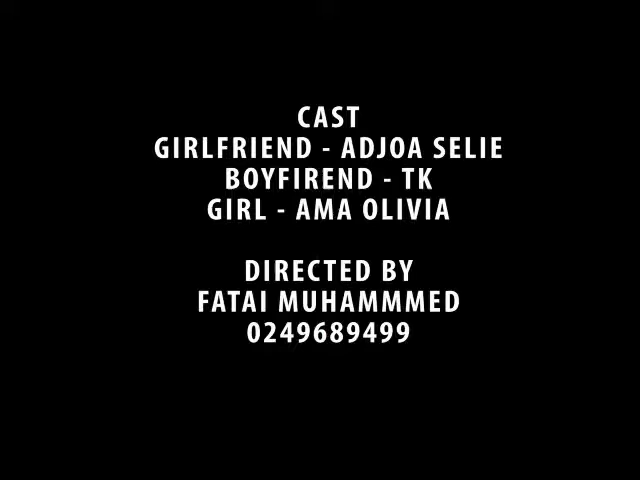 CAST
GIRLFRIEND - ADJOA SELIE
BOYFIREND - TK
GIRL - AMA OLIVIA
DIRECTED BY
FATAI MUHAMMMED
0249689499